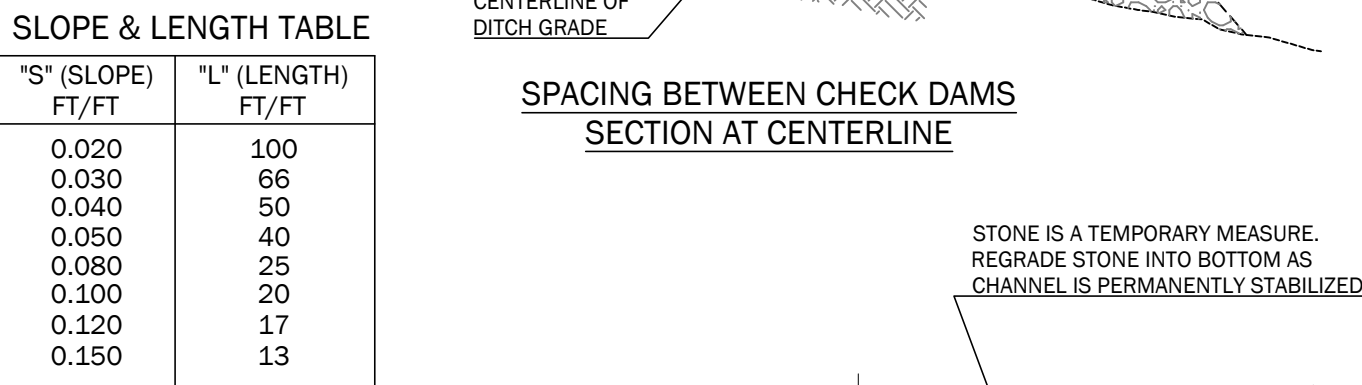 SLOPE & LENGTH TABLE
"S" (SLOPE) "L" (LENGTH)
FT/FT FT/FT
0.020 100
0.030 66
0.040 50
0.050 40
0.080 25
0.100 20
0.120 17
0.150 13
CENTERLINE OF
DITCH GRADE
SPACING BETWEEN CHECK DAMS
SECTION AT CENTERLINE
STONE IS A TEMPORARY MEASURE.
REGRADE STONE INTO BOTTOM AS
CHANNEL IS PERMANENTLY STABILIZED